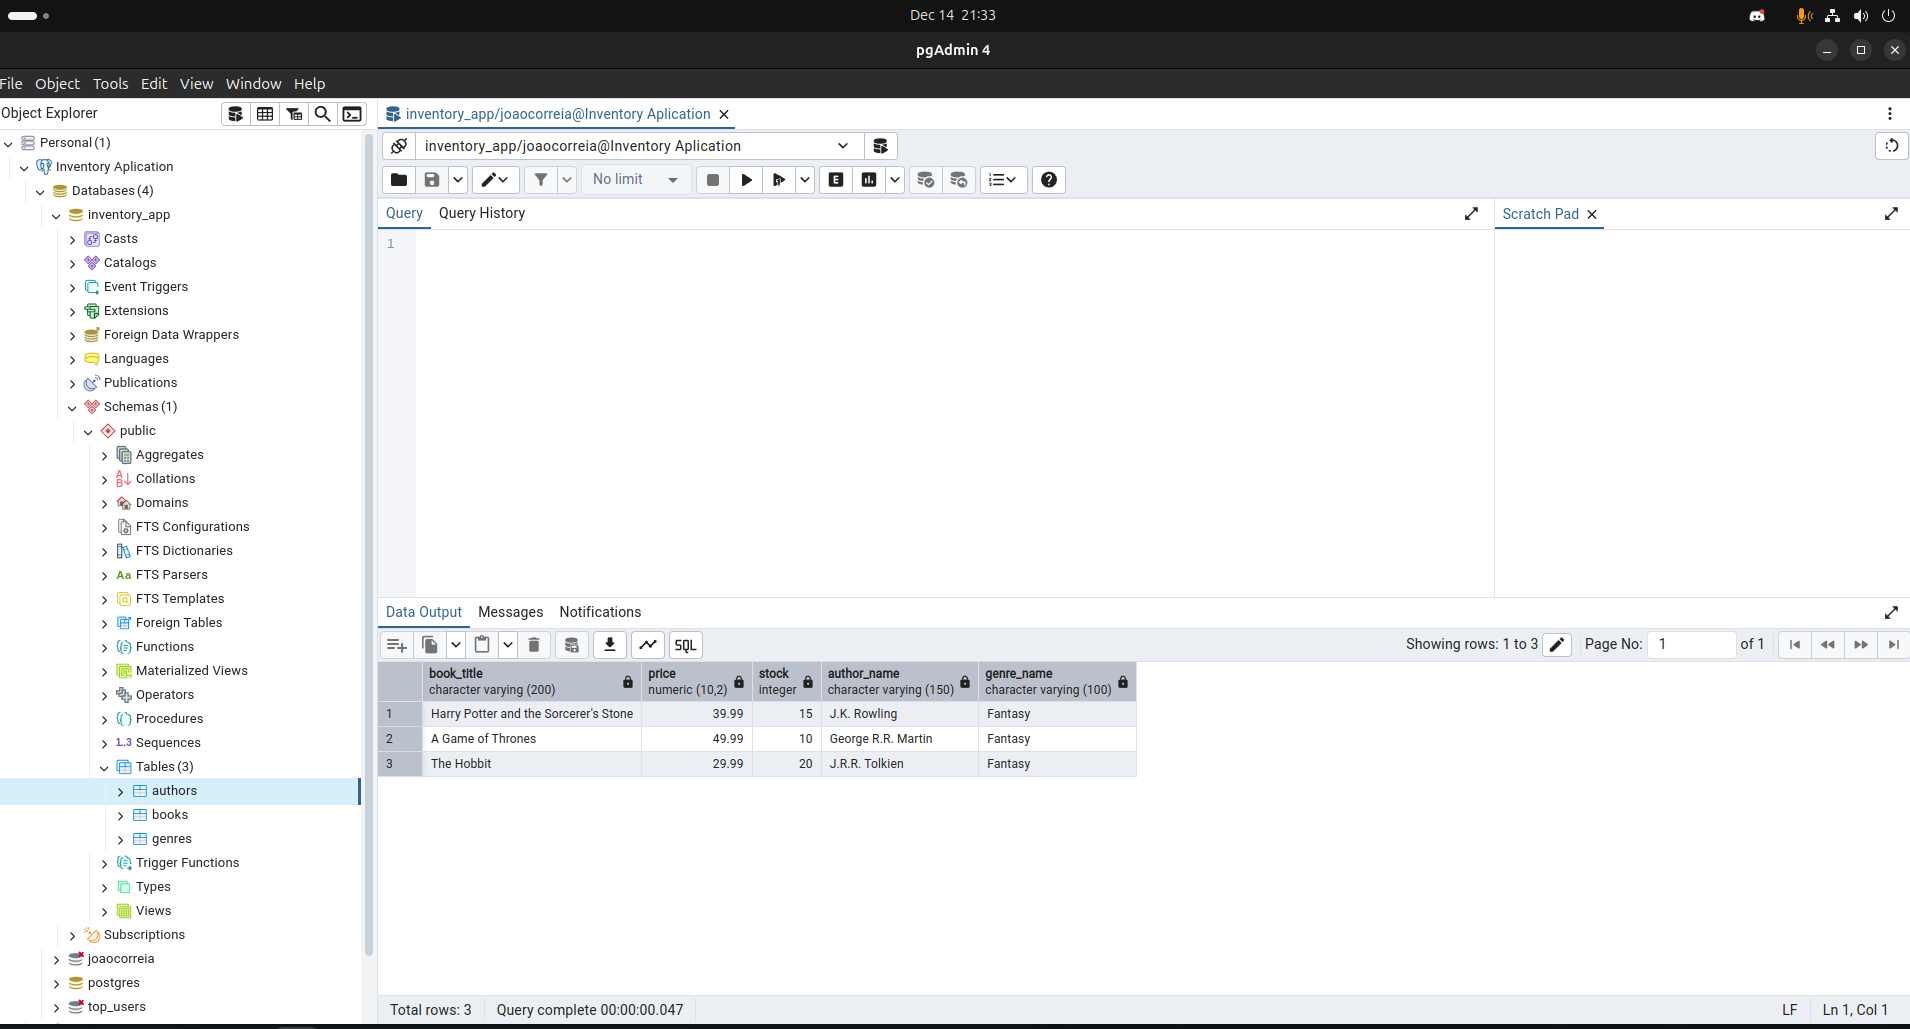 Dec 14 21:33
pgAdmin 4
File Object Tools Edit View Window Help
Object Explorer
Personal (1)
Inventory Aplication
Databases (4)
inventory_app
Casts
Catalogs
Event Triggers
Extensions
Foreign Data Wrappers
Languages
Publications
Schemas (1)
public
Aggregates
Collations
Domains
FTS Configurations
FTS Dictionaries
Aa FTS Parsers
FTS Templates
Foreign Tables
Functions
Materialized Views
Operators
Procedures
1..3 Sequences
Tables (3)
authors
books
genres
Trigger Functions
Types
Views
Subscriptions
joaocorreia
postgres
top_users
inventory_app/joaocorreia@Inventory Aplication
inventory_app/joaocorreia@Inventory Aplication
No limit
E
Query Query History
Scratch Pad
1
Data Output Messages Notifications
SQL
Showing rows: 1 to 3 Page No: 1 of 1
book_title price stock author_name genre_name
character varying (200) numeric (10,2) integer character varying (150) character varying (100)
1 Harry Potter and the Sorcerer's Stone 39.99 15 J.K. Rowling Fantasy
2 A Game of Thrones 49.99 10 George R.R. Martin Fantasy
3 The Hobbit 29.99 20 J.R.R. Tolkien Fantasy
Total rows: 3 Query complete 00:00:00.047 LF Ln 1, Col 1